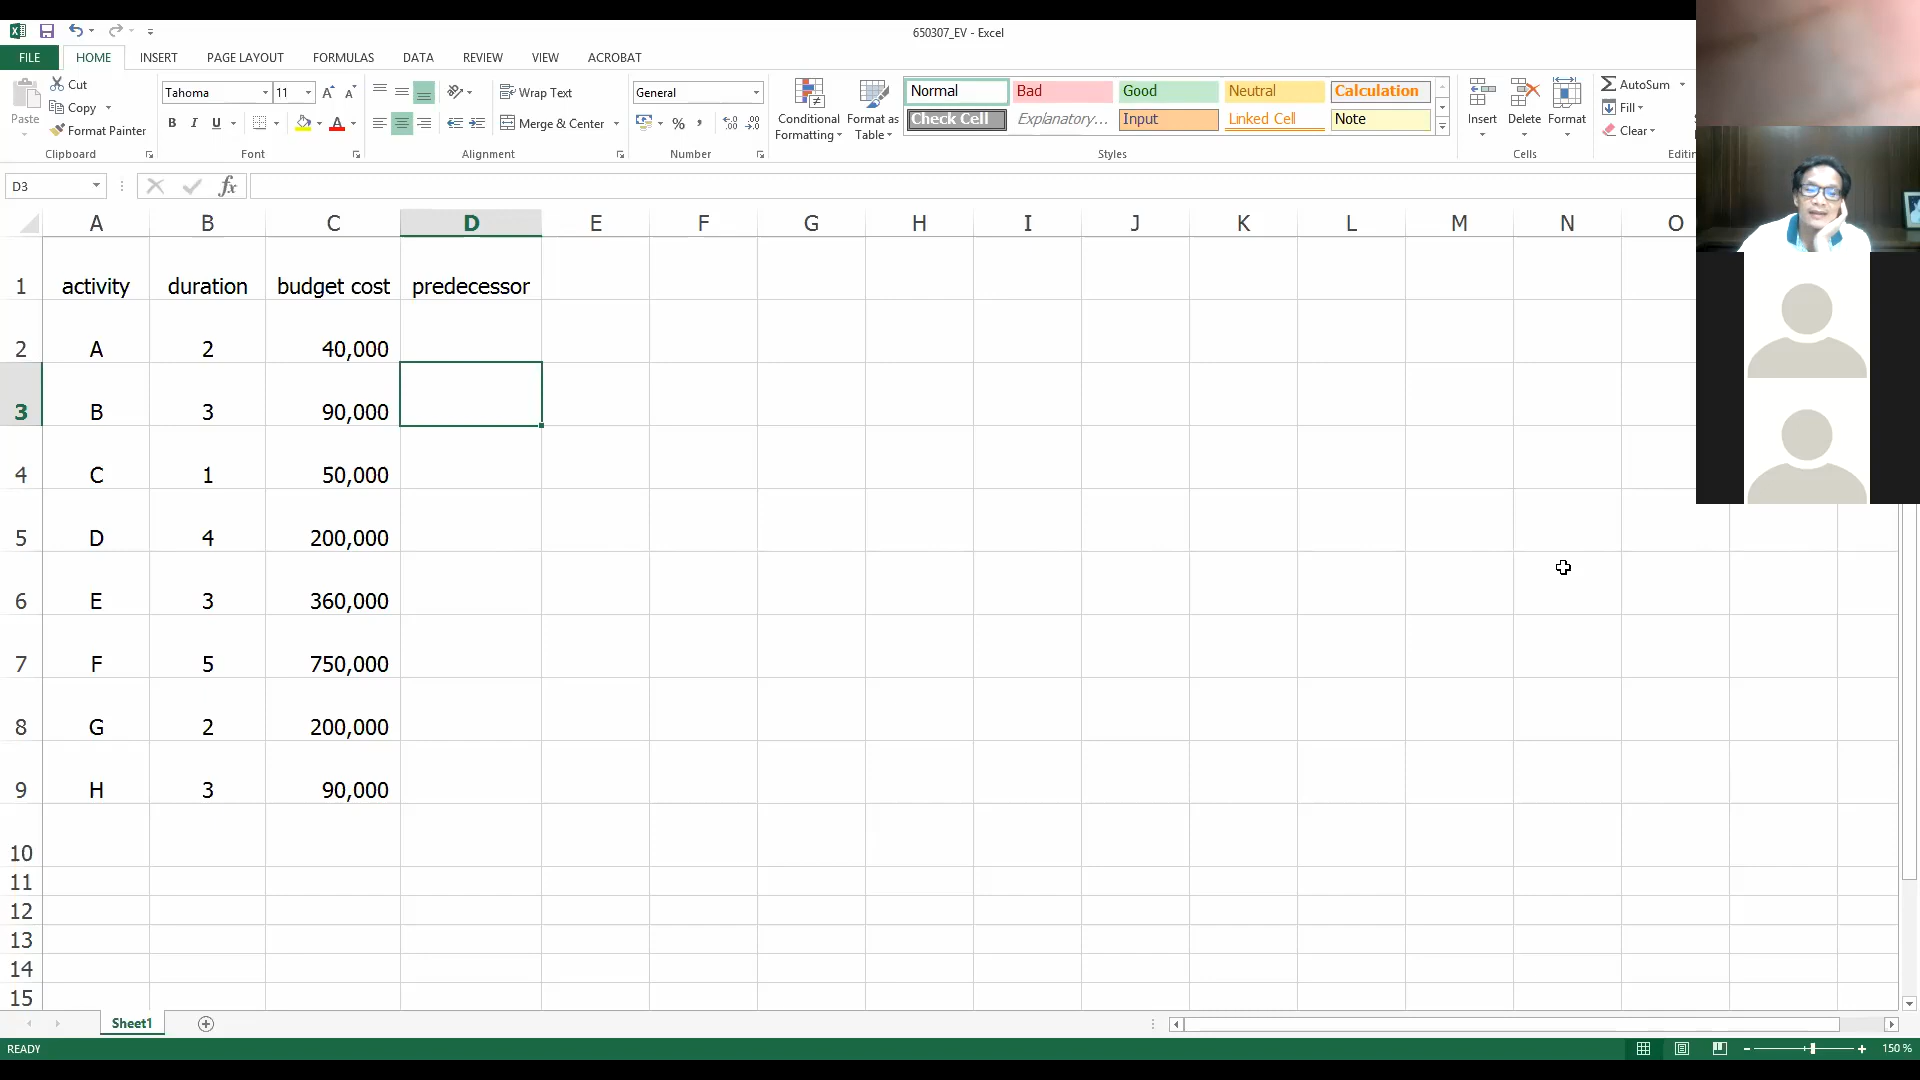 650307_EV - Excel
FILE HOME INSERT PAGE LAYOUT FORMULAS DATA REVIEW VIEW ACROBAT
Paste Cut Copy Format Painter
Tahoma 11
B I U
Wrap Text
Merge & Center
General
%
Conditional Formatting
Format as Table
Normal Bad Good Neutral Calculation
Check Cell Explanatory... Input Linked Cell Note
Insert Delete Format
AutoSum
Fill
Clear
Clipboard Font Alignment Number Styles Cells
D3 fx
A B C D E F G H I J K L M N O
1 activity duration budget cost predecessor
2 A 2 40,000
3 B 3 90,000
4 C 1 50,000
5 D 4 200,000
6 E 3 360,000
7 F 5 750,000
8 G 2 200,000
9 H 3 90,000
10
11
12
13
14
15
Sheet1
READY 150 %